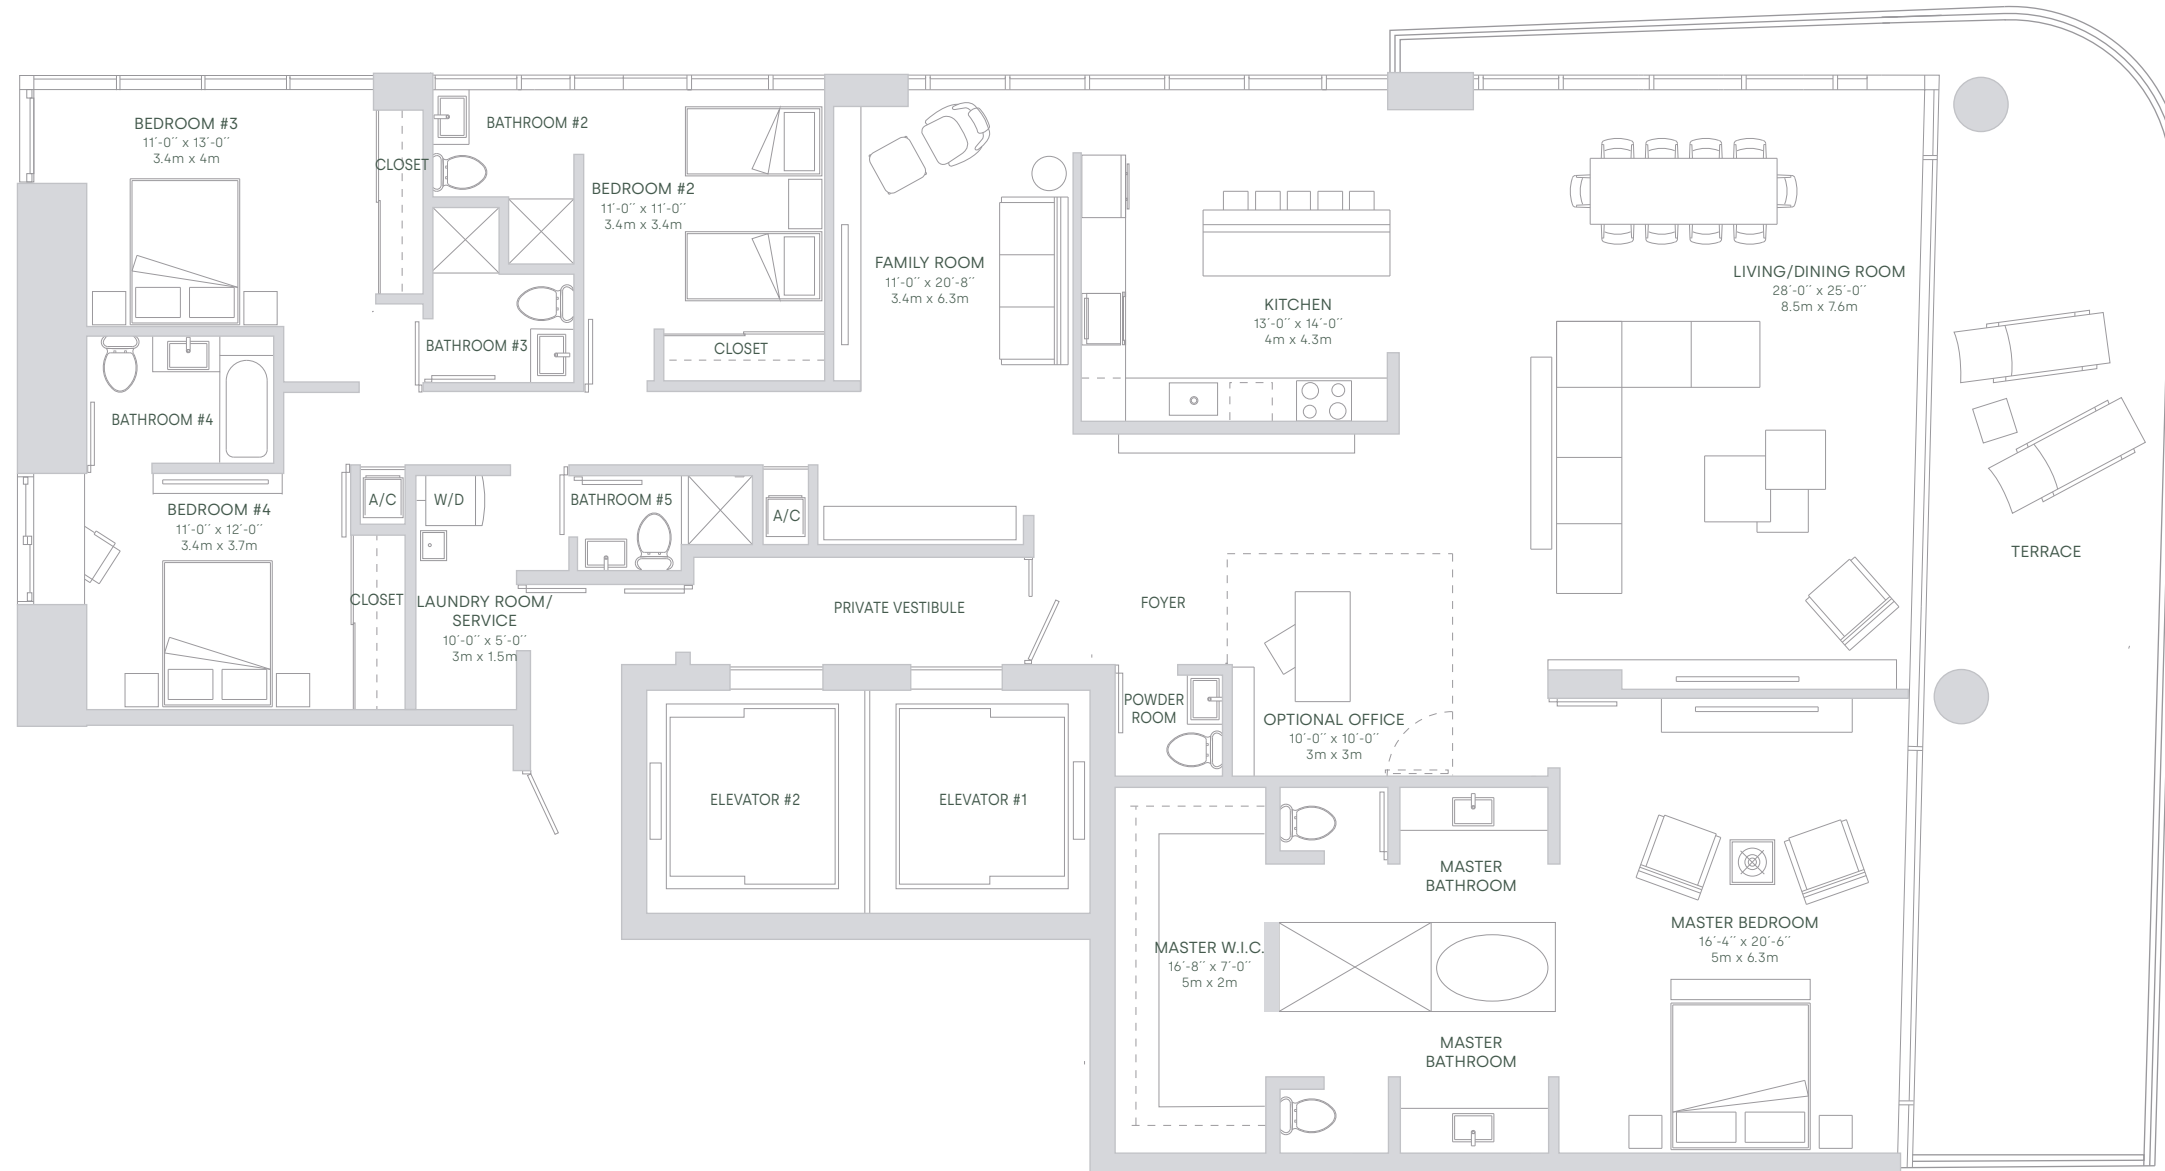 BEDROOM #3
11´-0´´ x 13´-0´´
3.4m x 4m
CLOSET
BATHROOM #2
BEDROOM #2
11´-0´´ x 11´-0´´
3.4m x 3.4m
FAMILY ROOM
11´-0´´ x 20´-8´´
3.4m x 6.3m
KITCHEN
13´-0´´ x 14´-0´´
4m x 4.3m
LIVING/DINING ROOM
28´-0´´ x 25´-0´´
8.5m x 7.6m
BATHROOM #3
CLOSET
BATHROOM #4
BEDROOM #4
11´-0´´ x 12´-0´´
3.4m x 3.7m
A/C
W/D
BATHROOM #5
A/C
TERRACE
CLOSET
LAUNDRY ROOM/
SERVICE
10´-0´´ x 5´-0´´
3m x 1.5m
PRIVATE VESTIBULE
FOYER
POWDER
ROOM
OPTIONAL OFFICE
10´-0´´ x 10´-0´´
3m x 3m
ELEVATOR #2
ELEVATOR #1
MASTER
BATHROOM
MASTER W.I.C.
16´-8´´ x 7´-0´´
5m x 2m
MASTER BEDROOM
16´-4´´ x 20´-6´´
5m x 6.3m
MASTER
BATHROOM